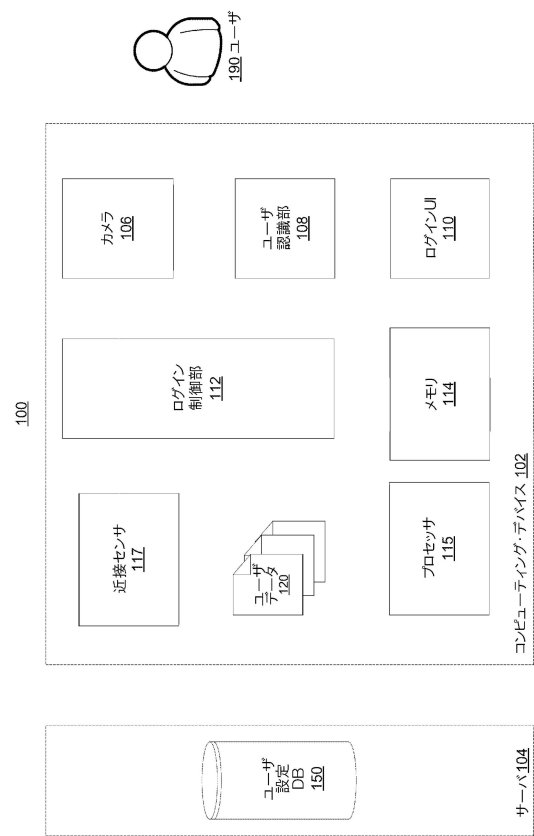 100
190 ユーザ
カメラ
106
ユーザ
認識部
108
ログインUI
110
ログイン
制御部
112
メモリ
114
近接センサ
117
ユーザ
データ
120
プロセッサ
115
コンピューティング・デバイス 102
ユーザ
設定
DB
150
サーバ 104